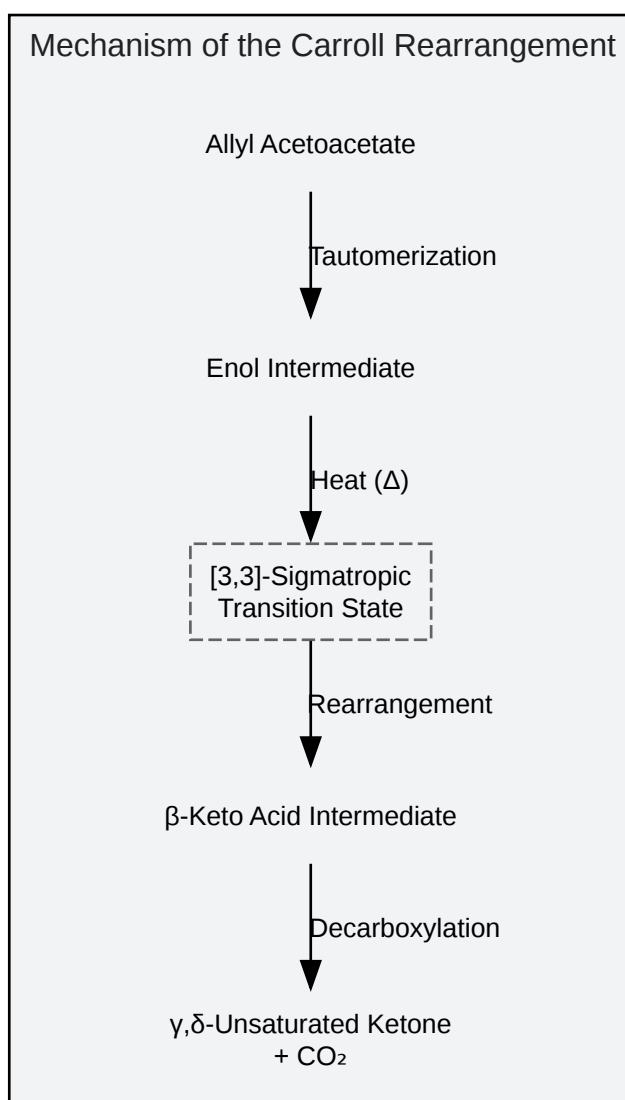 Mechanism of the Carroll Rearrangement
Allyl Acetoacetate
Tautomerization
Enol Intermediate
Heat (Δ)
[3,3]-Sigmatropic
Transition State
Rearrangement
β-Keto Acid Intermediate
Decarboxylation
γ,δ-Unsaturated Ketone
+ CO₂